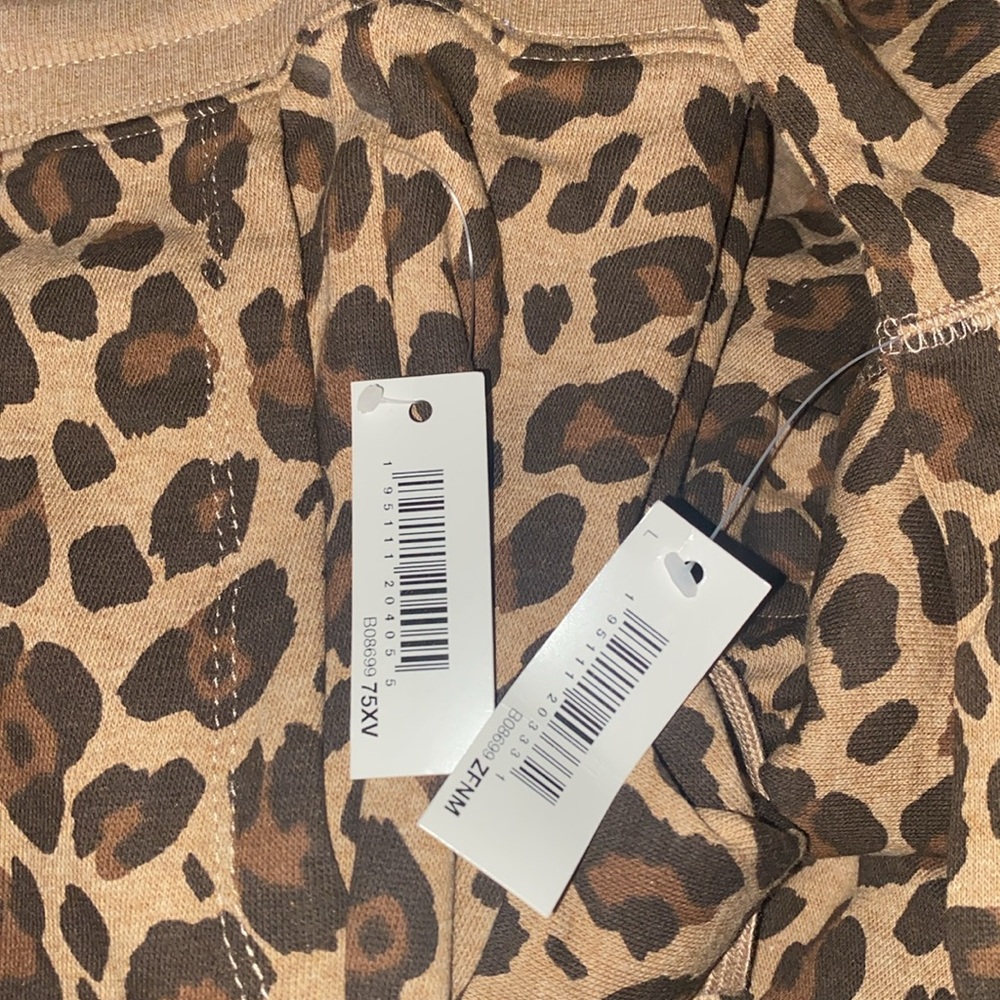 1 95111 20405 5
B08699 75XV
L
1 95111 20333 1
B08699 ZFNM